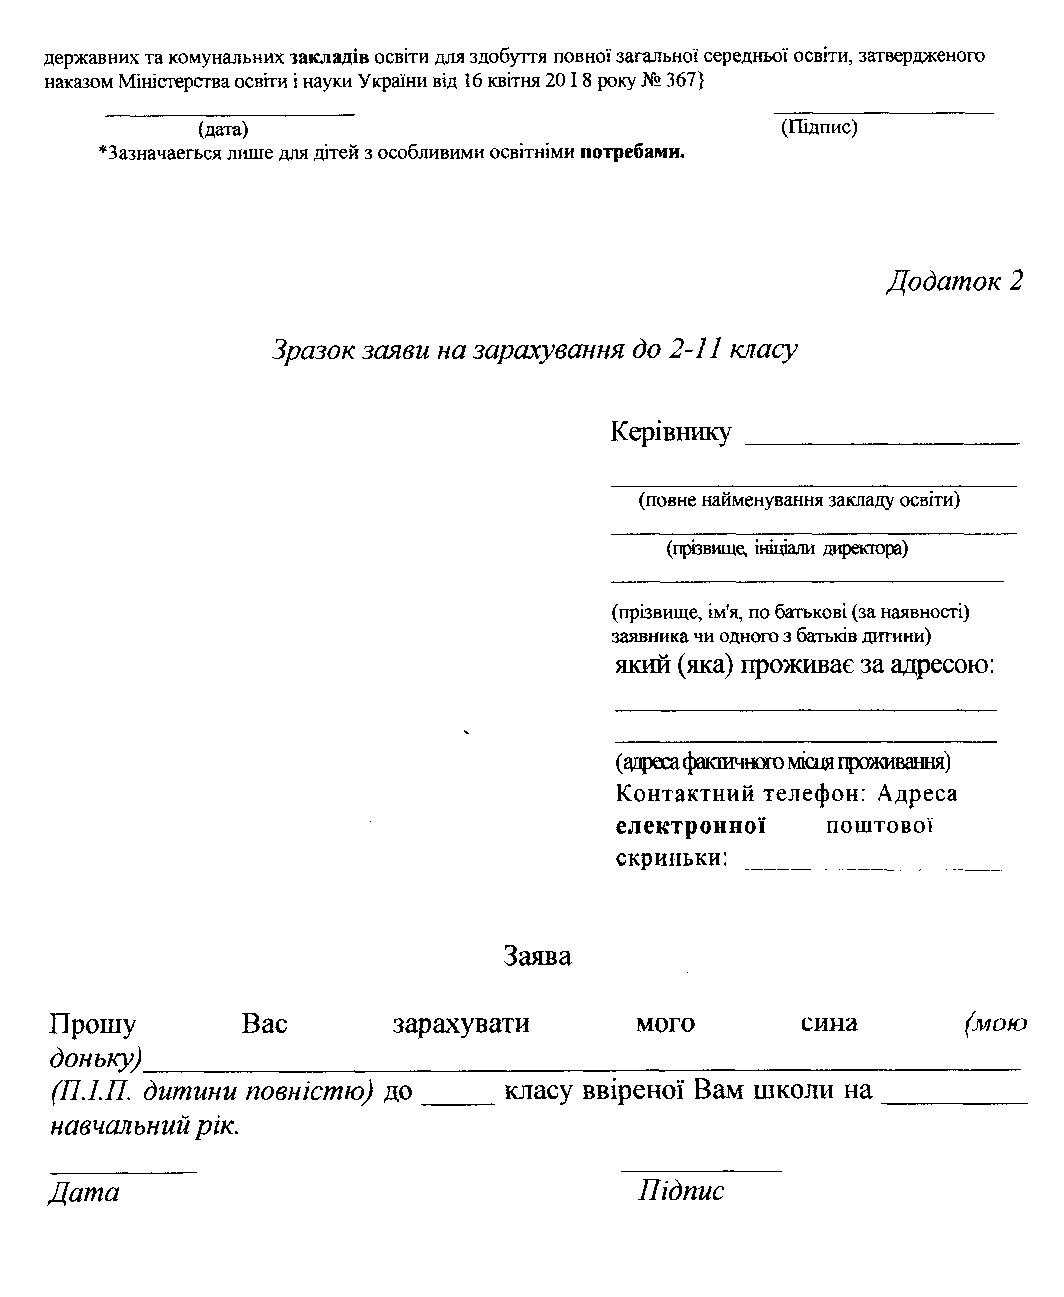 державних та комунальних закладів освіти для здобуття повної загальної середньої освіти, затвердженого
наказом Міністерства освіти і науки України від 16 квітня 20 I 8 року № 367}
(дата) (Підпис)
*Зазначаегься лише для дітей з особливими освітніми потребами.
Додаток 2
Зразок заяви на зарахування до 2-11 класу
Керівнику
(повне найменування закладу освіти)
(прізвище, ініціали директора)
(прізвище, ім'я, по батькові (за наявності)
заявника чи одного з батьків дитини)
який (яка) проживає за адресою:
(адреса фактичного місця проживання)
Контактний телефон: Адреса
електронної поштової
скриньки:
Заява
Прошу Вас зарахувати мого сина (мою
доньку)
(П.І.П. дитини повністю) до класу ввіреної Вам школи на
навчальний рік.
Дата Підпис